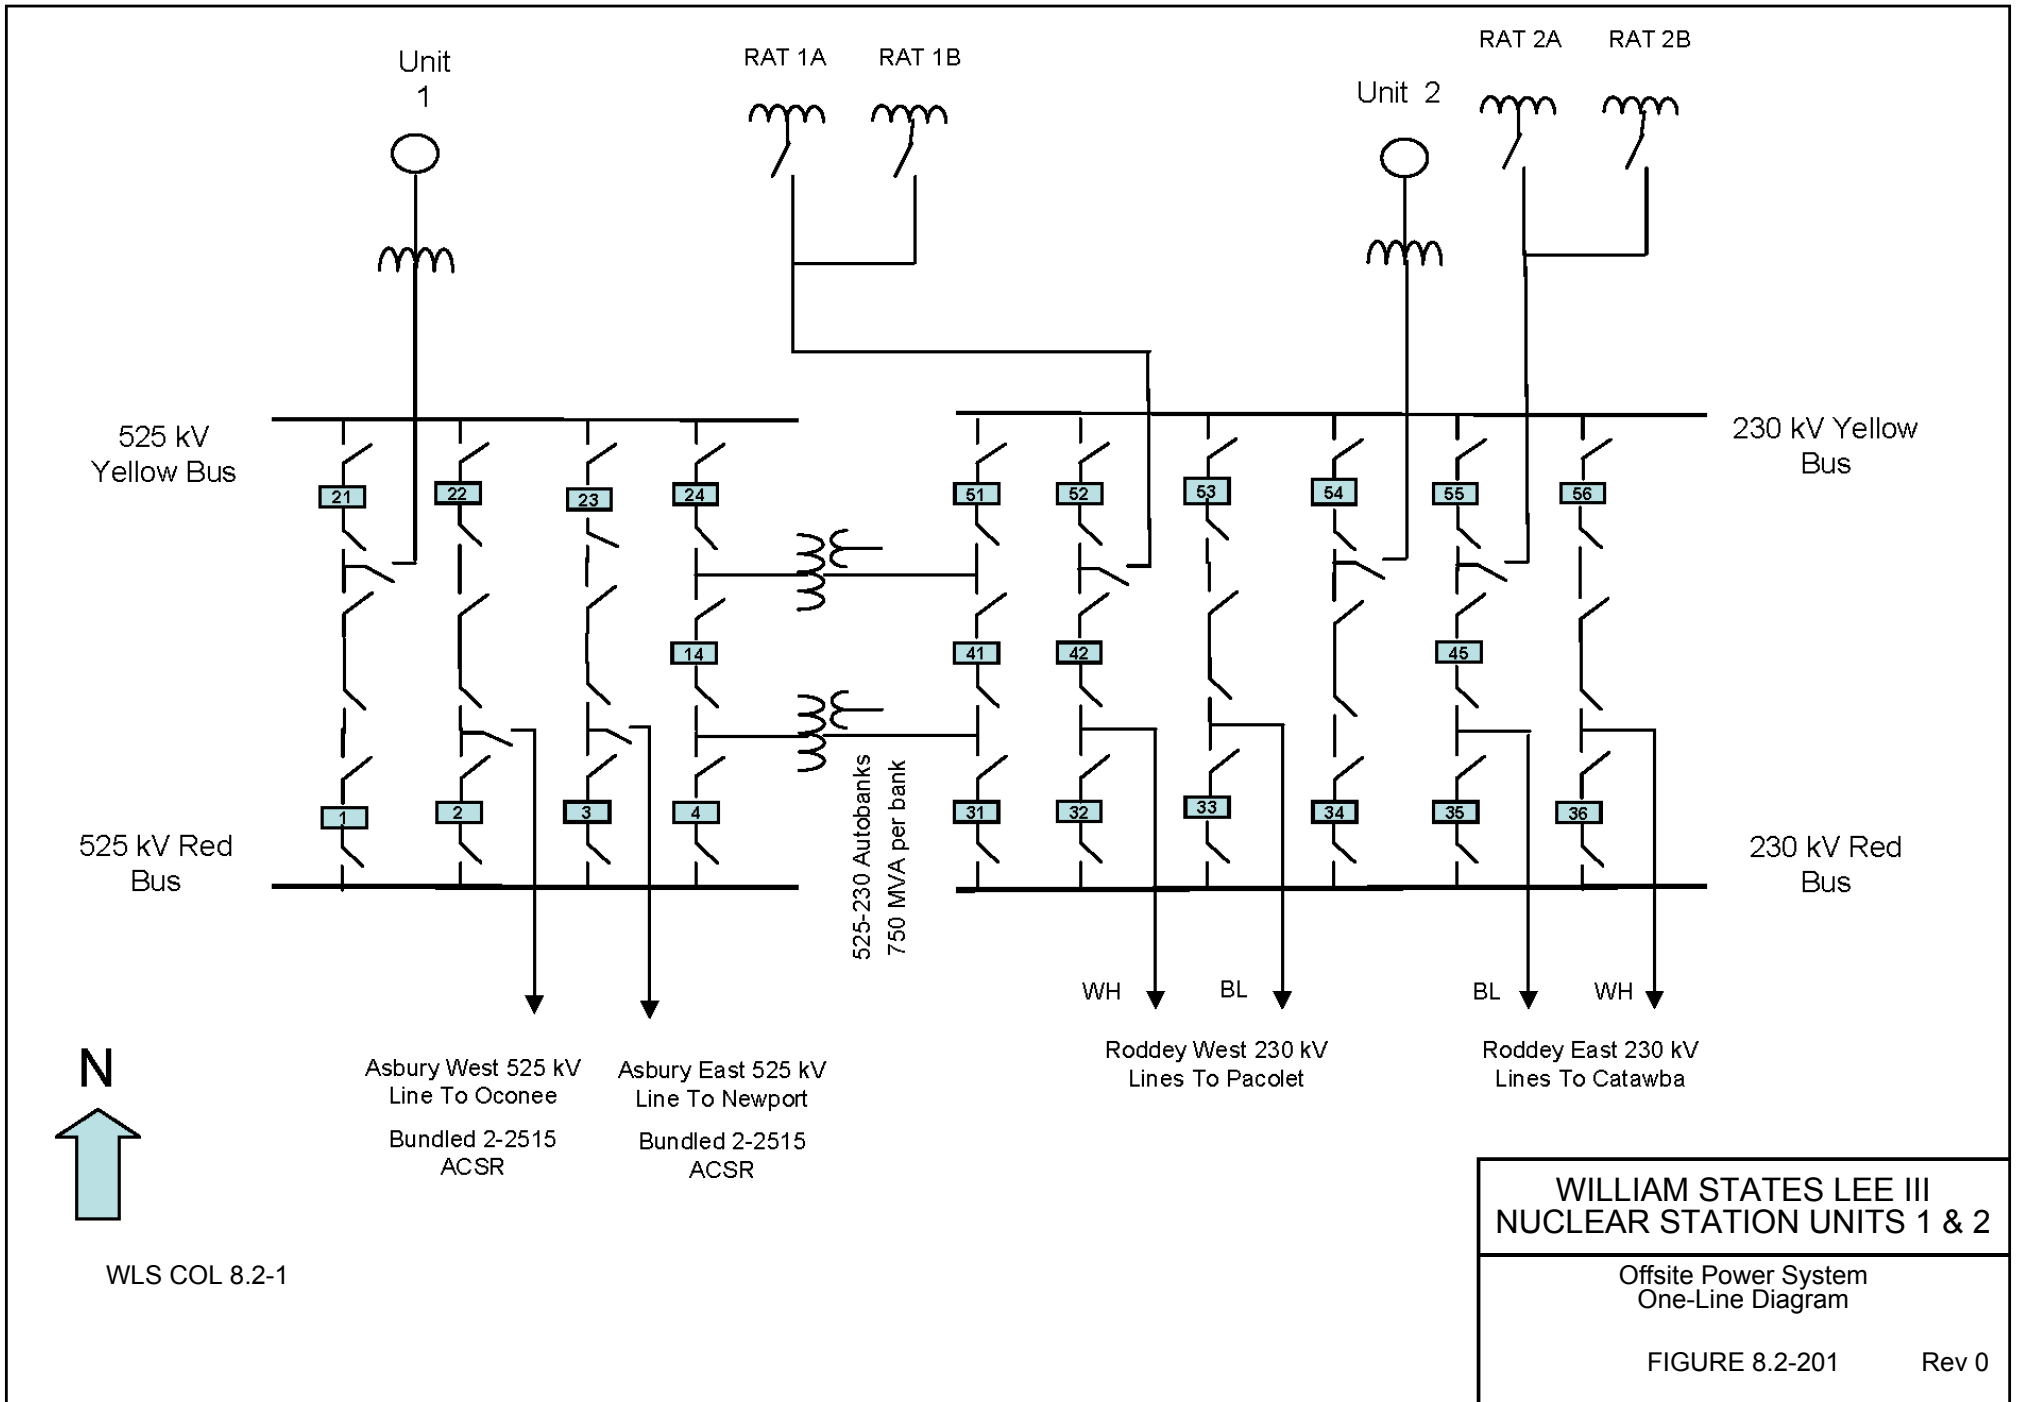 Unit
1
RAT 1A
RAT 1B
Unit 2
RAT 2A
RAT 2B
525 kV
Yellow Bus
230 kV Yellow
Bus
21
22
23
24
51
52
53
54
55
56
14
41
42
45
1
2
3
4
31
32
33
34
35
36
525 kV Red
Bus
230 kV Red
Bus
525-230 Autobanks
750 MVA per bank
WH
BL
BL
WH
Asbury West 525 kV
Line To Oconee
Bundled 2-2515
ACSR
Asbury East 525 kV
Line To Newport
Bundled 2-2515
ACSR
Roddey West 230 kV
Lines To Pacolet
Roddey East 230 kV
Lines To Catawba
N
WLS COL 8.2-1
WILLIAM STATES LEE III
NUCLEAR STATION UNITS 1 & 2
Offsite Power System
One-Line Diagram
FIGURE 8.2-201 Rev 0